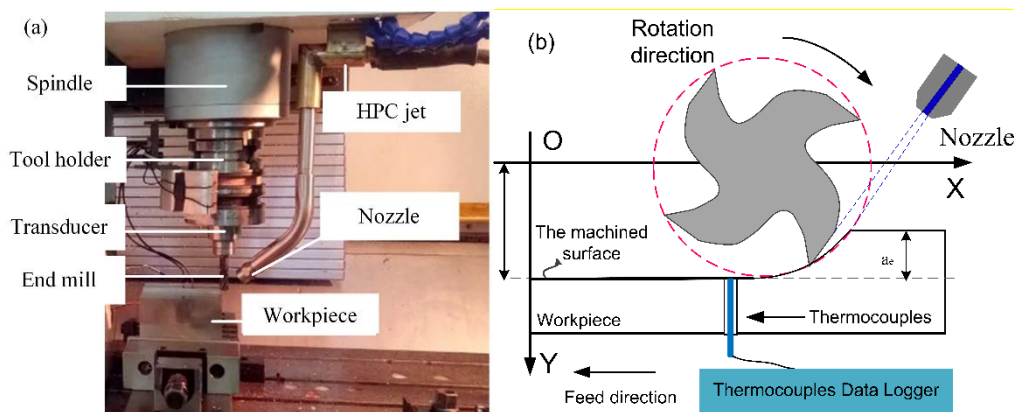 (a)
Spindle
Tool holder
Transducer
End mill
HPC jet
Nozzle
Workpiece
(b)
Rotation
direction
Nozzle
O
X
The machined
surface
aₑ
Workpiece
Thermocouples
Y
Feed direction
Thermocouples Data Logger